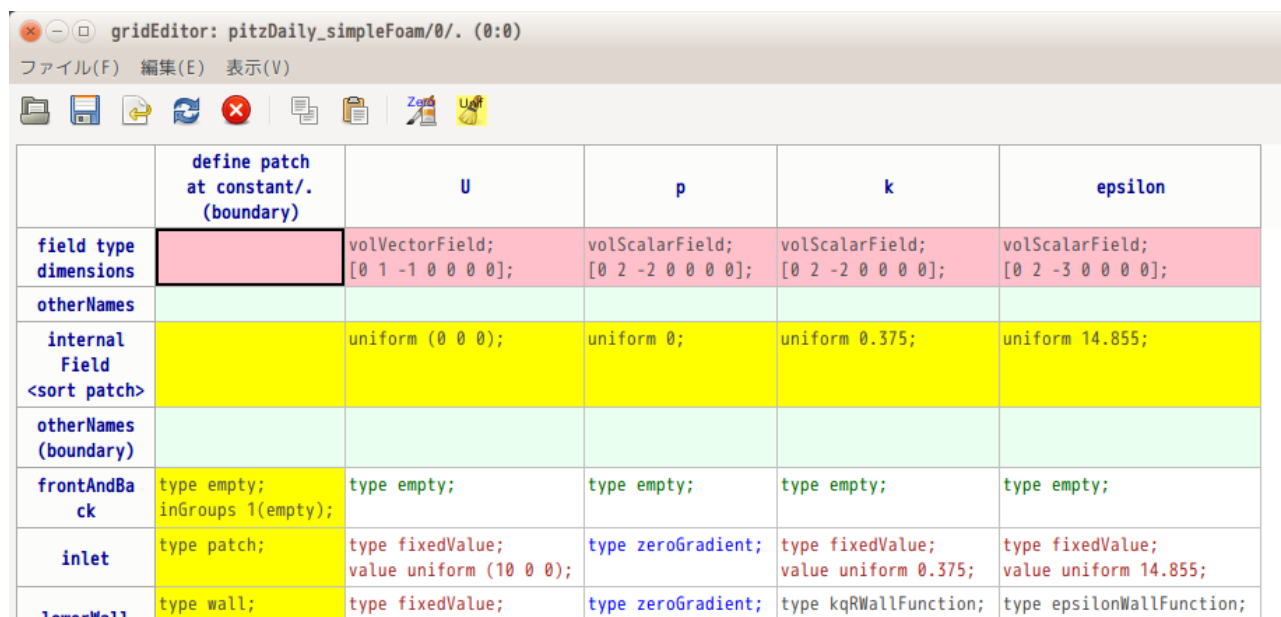 gridEditor: pitzDaily_simpleFoam/0/. (0:0)
ファイル(F) 編集(E) 表示(V)
Zero Unif
define patch
at constant/.
(boundary)
U
p
k
epsilon
field type
dimensions
volVectorField;
[0 1 -1 0 0 0 0];
volScalarField;
[0 2 -2 0 0 0 0];
volScalarField;
[0 2 -2 0 0 0 0];
volScalarField;
[0 2 -3 0 0 0 0];
otherNames
internal
Field
<sort patch>
uniform (0 0 0);
uniform 0;
uniform 0.375;
uniform 14.855;
otherNames
(boundary)
frontAndBa
ck
type empty;
inGroups 1(empty);
type empty;
type empty;
type empty;
type empty;
inlet
type patch;
type fixedValue;
value uniform (10 0 0);
type zeroGradient;
type fixedValue;
value uniform 0.375;
type fixedValue;
value uniform 14.855;
lowerWall
type wall;
type fixedValue;
type zeroGradient;
type kqRWallFunction;
type epsilonWallFunction;